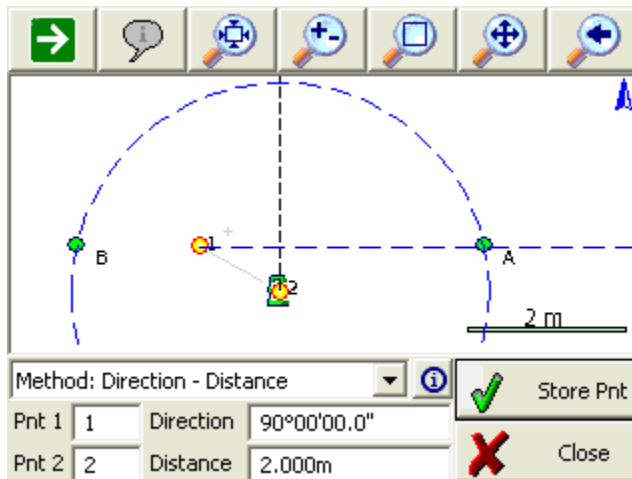 1
B
A
2
2 m
Method: Direction - Distance
Store Pnt
Pnt 1 1 Direction 90°00'00.0"
Pnt 2 2 Distance 2.000m
Close